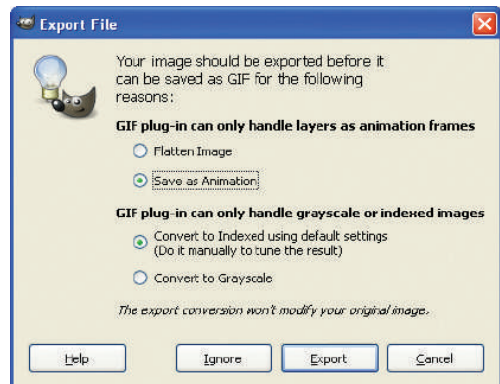 Export File
Your image should be exported before it
can be saved as GIF for the following
reasons:
GIF plug-in can only handle layers as animation frames
Flatten Image
Save as Animation
GIF plug-in can only handle grayscale or indexed images
Convert to Indexed using default settings
(Do it manually to tune the result)
Convert to Grayscale
The export conversion won't modify your original image.
Help Ignore Export Cancel